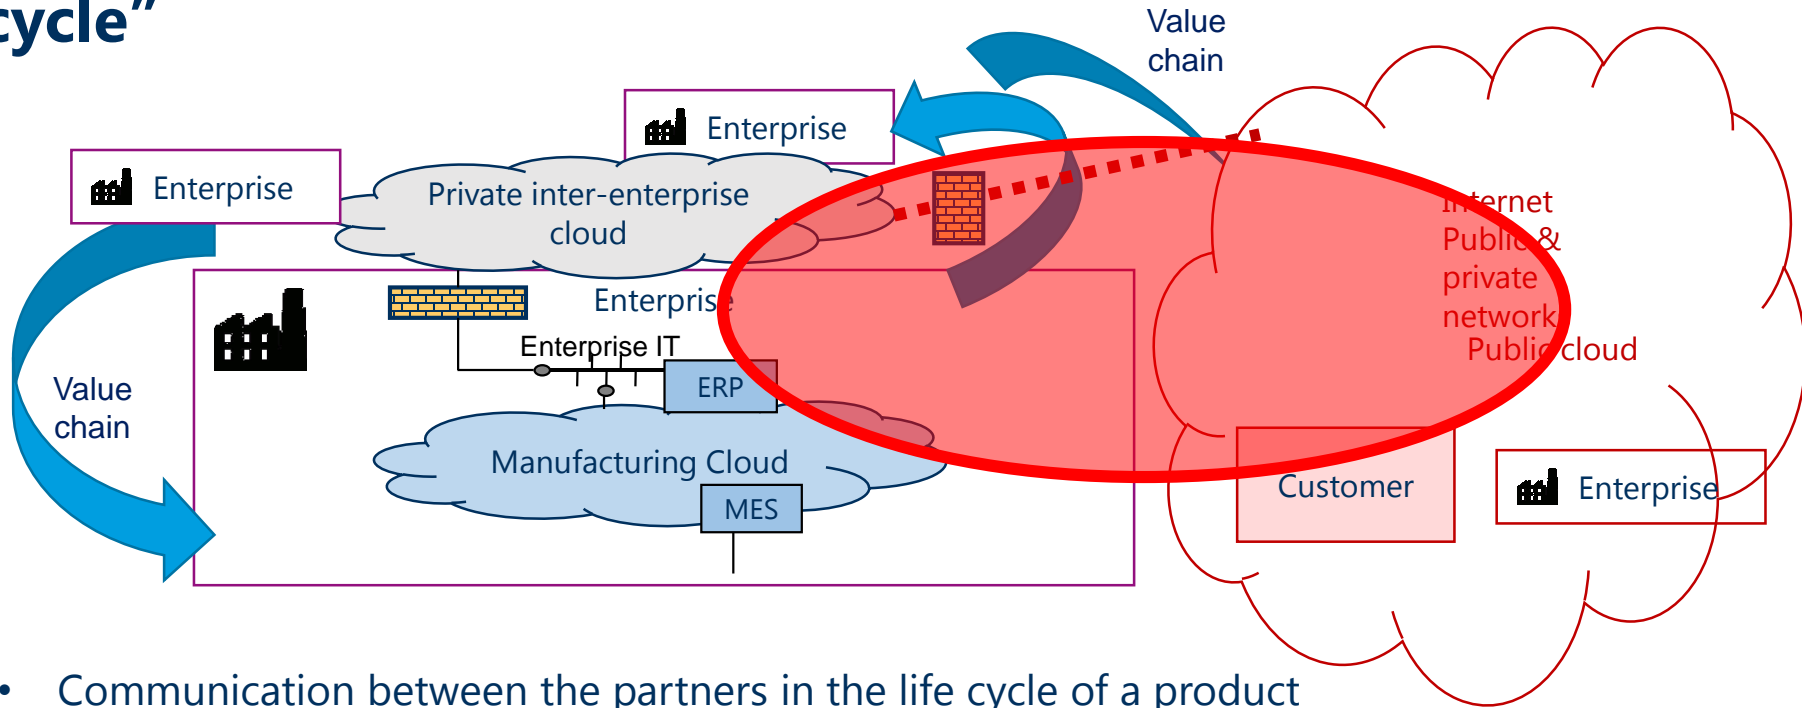 cycle”
Value
chain
Enterprise
Enterprise
Private inter-enterprise
cloud
Internet
Public &
private
network
Public cloud
Enterprise
Enterprise IT
ERP
Value
chain
Manufacturing Cloud
MES
Customer
Enterprise
• Communication between the partners in the life cycle of a product